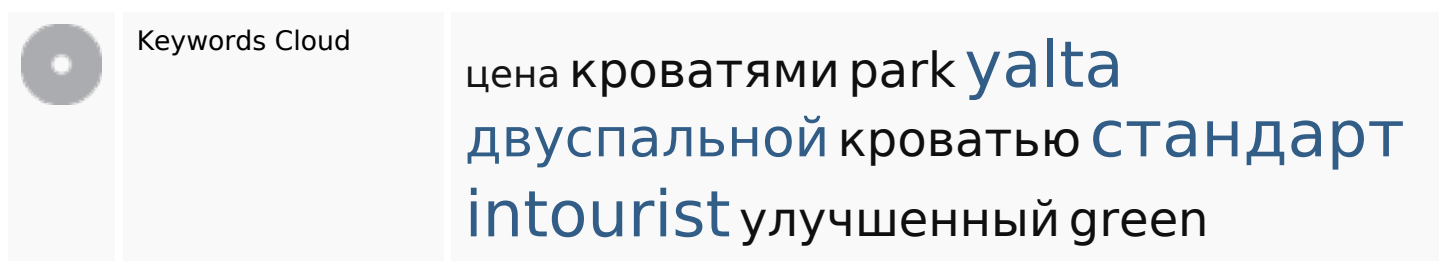 Keywords Cloud
цена кроватями park yalta
двуспальной кроватью стандарт
intourist улучшенный green